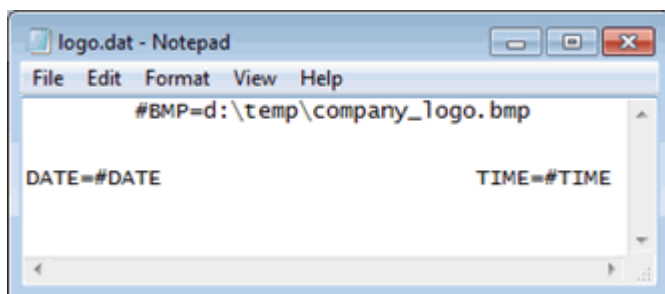 logo.dat - Notepad
File Edit Format View Help
#BMP=d:\temp\company_logo.bmp
DATE=#DATE TIME=#TIME